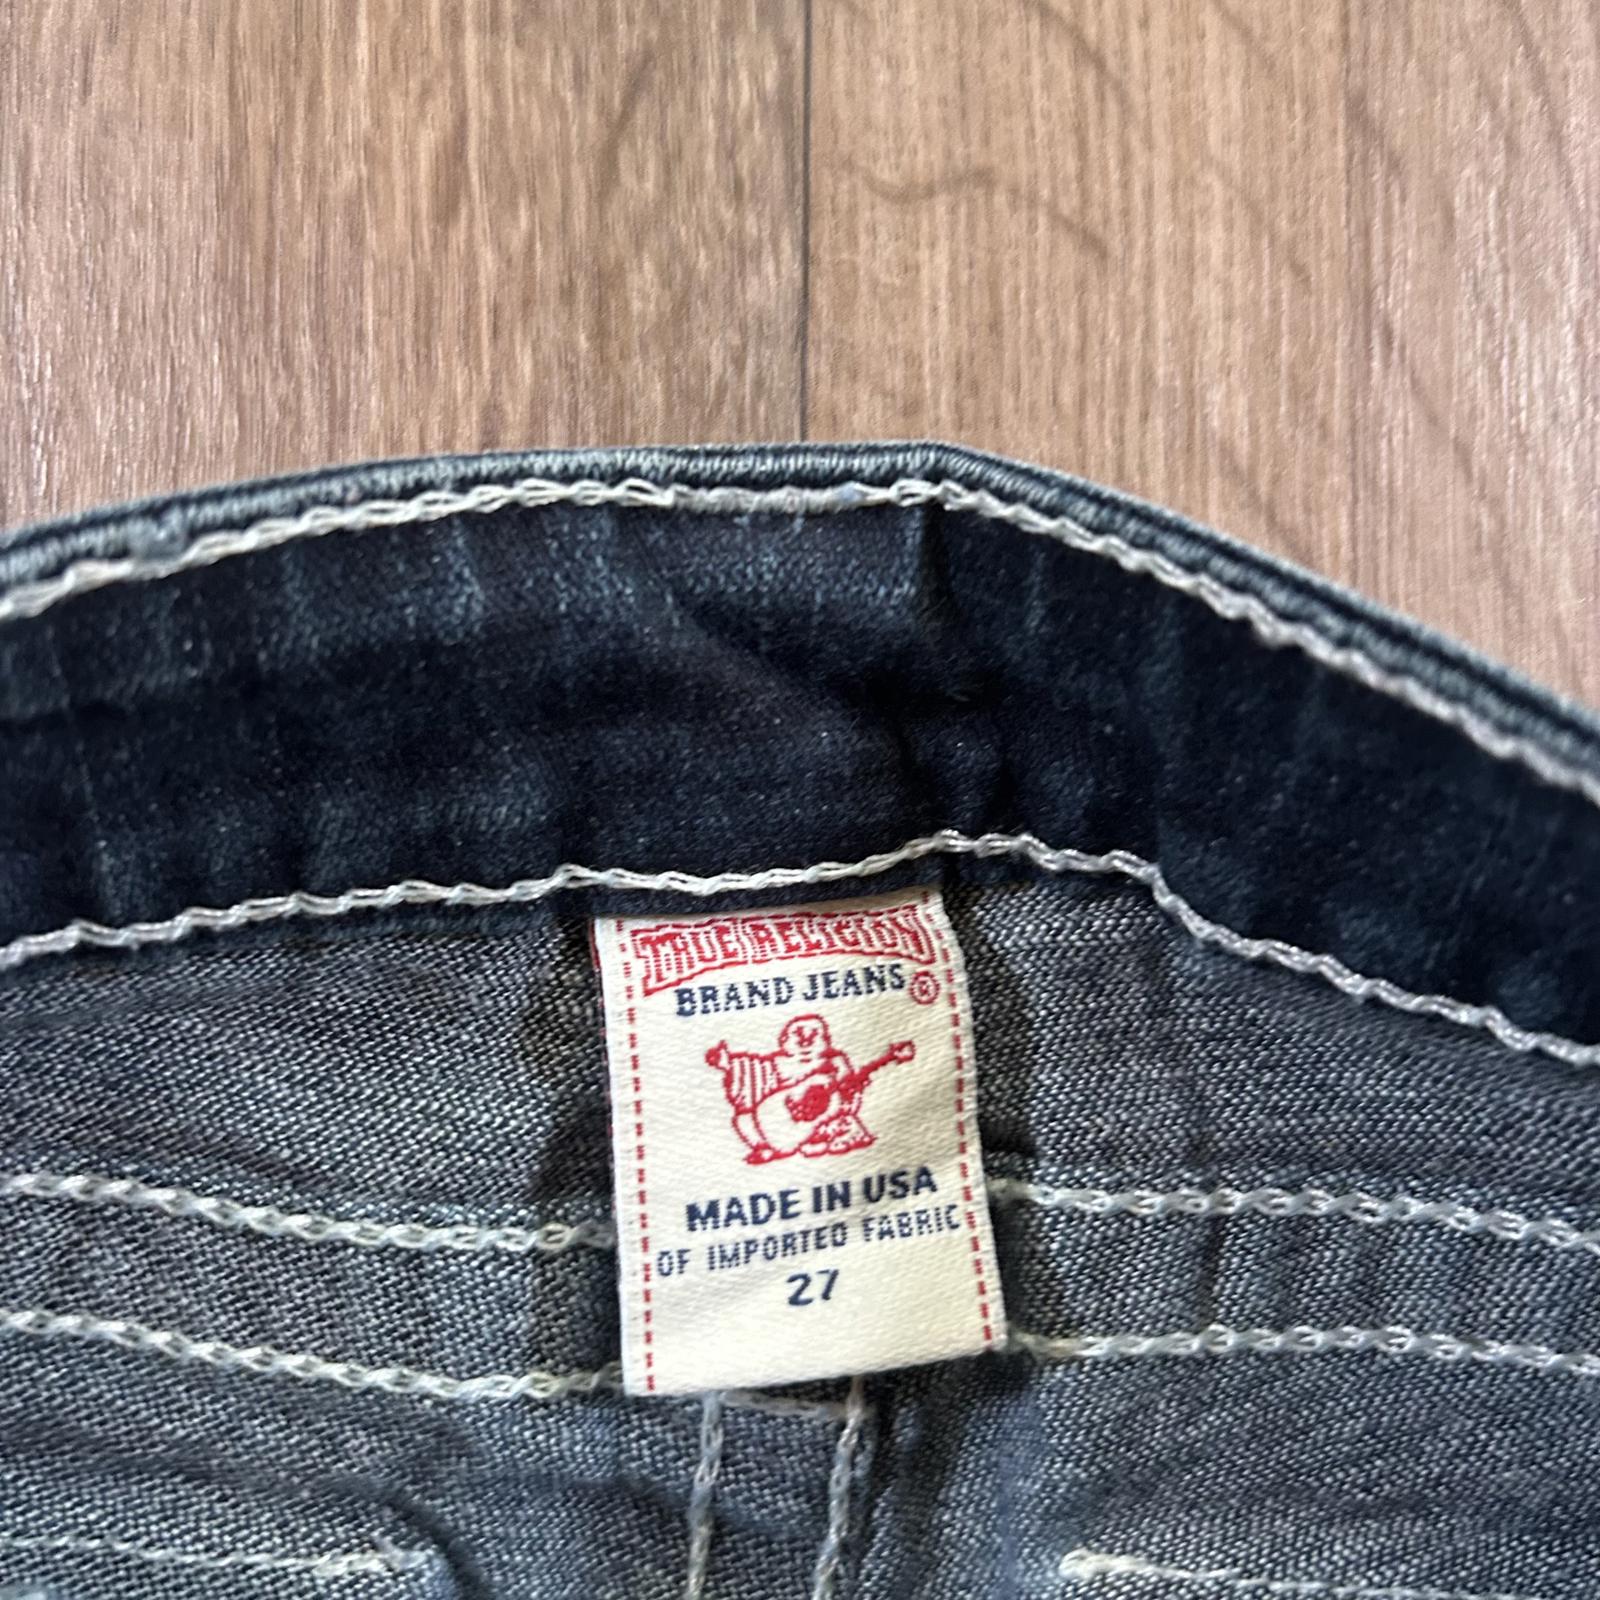 TRUE RELIGION
BRAND JEANS ®
MADE IN USA
OF IMPORTED FABRIC
27